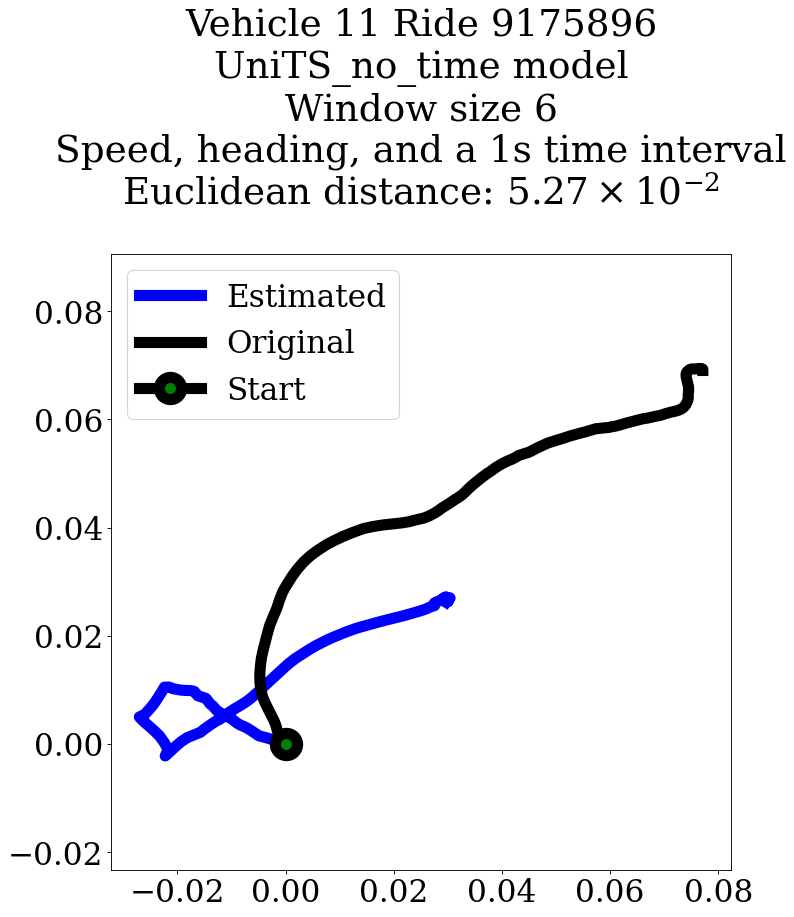 Vehicle 11 Ride 9175896
UniTS_no_time model
Window size 6
Speed, heading, and a 1s time interval
Euclidean distance: 5.27 × 10⁻²
Estimated
Original
Start
0.08
0.06
0.04
0.02
0.00
−0.02
−0.02 0.00 0.02 0.04 0.06 0.08